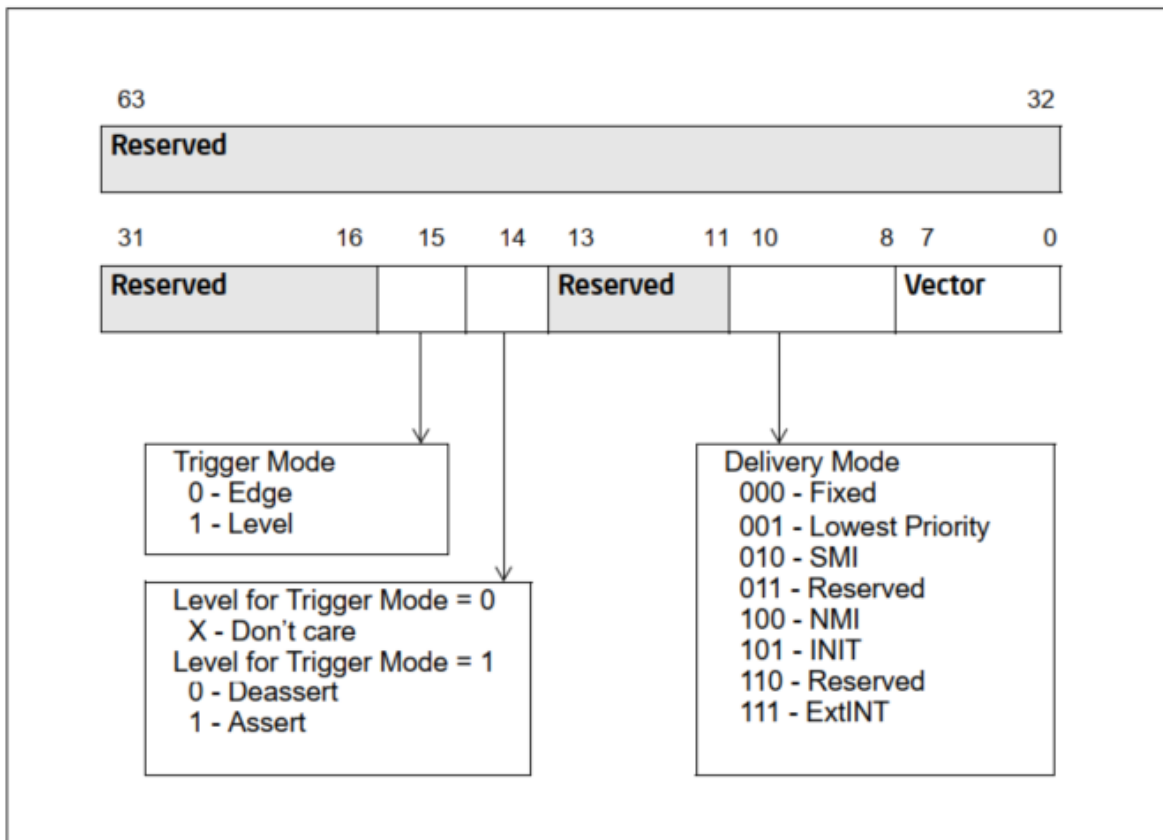 63 32
Reserved
31 16 15 14 13 11 10 8 7 0
Reserved Reserved Vector
Trigger Mode
0 - Edge
1 - Level
Level for Trigger Mode = 0
X - Don't care
Level for Trigger Mode = 1
0 - Deassert
1 - Assert
Delivery Mode
000 - Fixed
001 - Lowest Priority
010 - SMI
011 - Reserved
100 - NMI
101 - INIT
110 - Reserved
111 - ExtINT